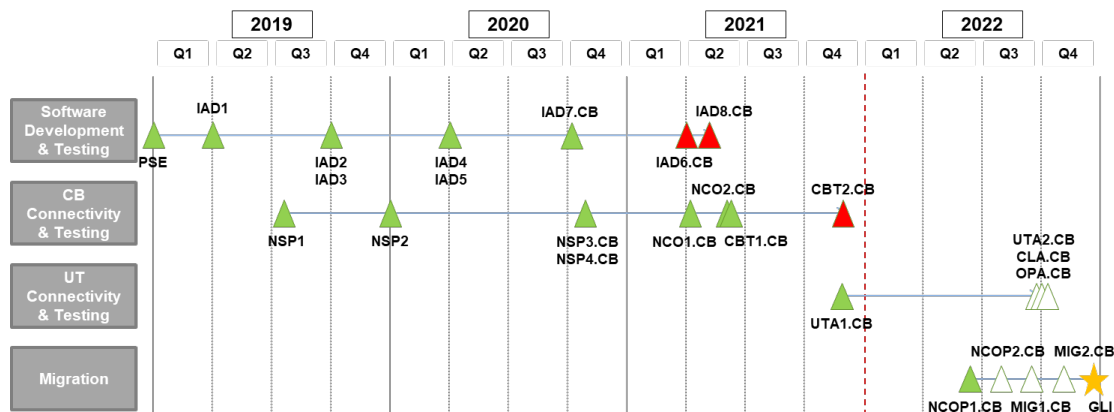 2019 2020 2021 2022
Q1 Q2 Q3 Q4 Q1 Q2 Q3 Q4 Q1 Q2 Q3 Q4 Q1 Q2 Q3 Q4
Software
Development
& Testing
IAD1
IAD7.CB
IAD8.CB
PSE
IAD2
IAD3
IAD4
IAD5
IAD6.CB
CB
Connectivity
& Testing
NCO2.CB
CBT2.CB
NSP1
NSP2
NSP3.CB
NSP4.CB
NCO1.CB
CBT1.CB
UT
Connectivity
& Testing
UTA2.CB
CLA.CB
OPA.CB
UTA1.CB
Migration
NCOP2.CB
MIG2.CB
NCOP1.CB
MIG1.CB
GLI